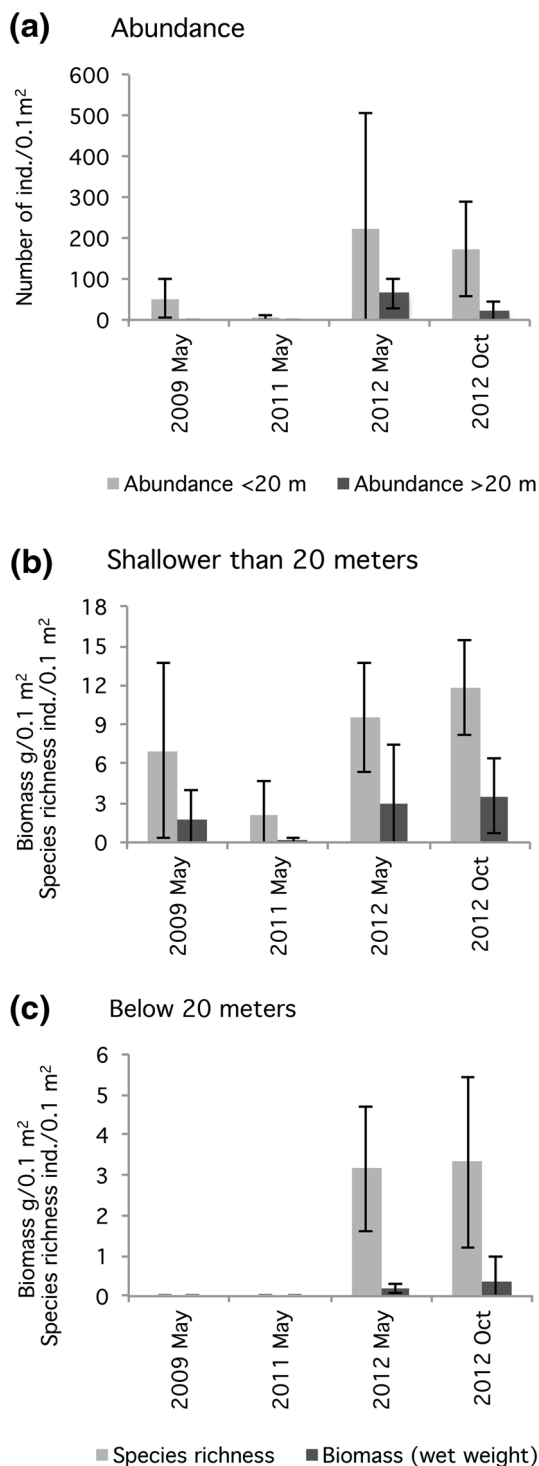 (a) Abundance
Number of ind./0.1m²
600
500
400
300
200
100
0
2009 May
2011 May
2012 May
2012 Oct
Abundance <20 m Abundance >20 m
(b) Shallower than 20 meters
Biomass g/0.1 m²
Species richness ind./0.1 m²
18
15
12
9
6
3
0
2009 May
2011 May
2012 May
2012 Oct
(c) Below 20 meters
Biomass g/0.1 m²
Species richness ind./0.1 m²
6
5
4
3
2
1
0
2009 May
2011 May
2012 May
2012 Oct
Species richness Biomass (wet weight)